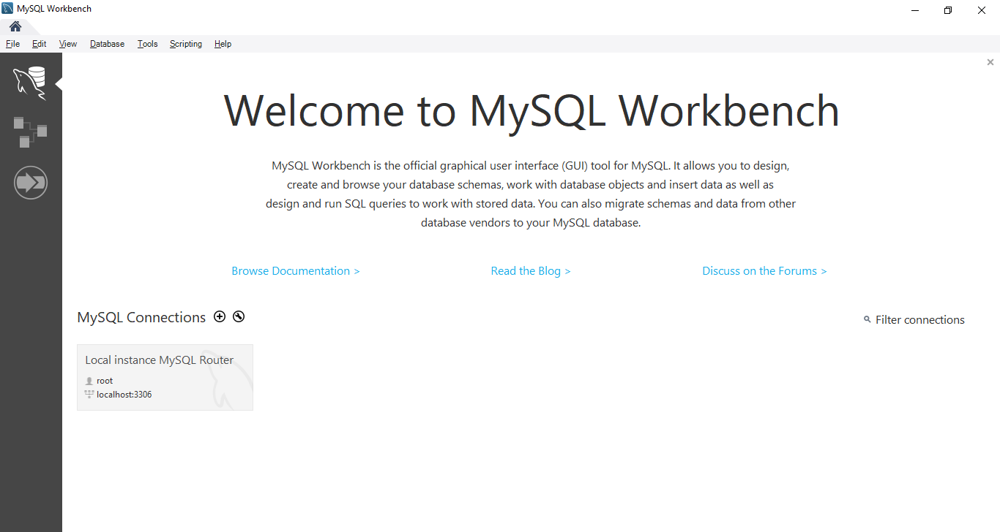 MySQL Workbench
File Edit View Database Tools Scripting Help
Welcome to MySQL Workbench
MySQL Workbench is the official graphical user interface (GUI) tool for MySQL. It allows you to design,
create and browse your database schemas, work with database objects and insert data as well as
design and run SQL queries to work with stored data. You can also migrate schemas and data from other
database vendors to your MySQL database.
Browse Documentation > Read the Blog > Discuss on the Forums >
MySQL Connections Filter connections
Local instance MySQL Router
root
localhost:3306